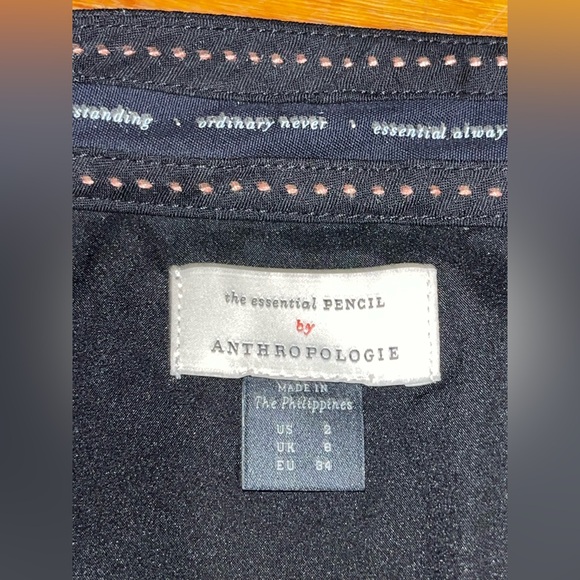 standing · ordinary never · essential alway
the essential PENCIL
by
ANTHROPOLOGIE
MADE IN
The Philippines
US 2
UK 6
EU 34